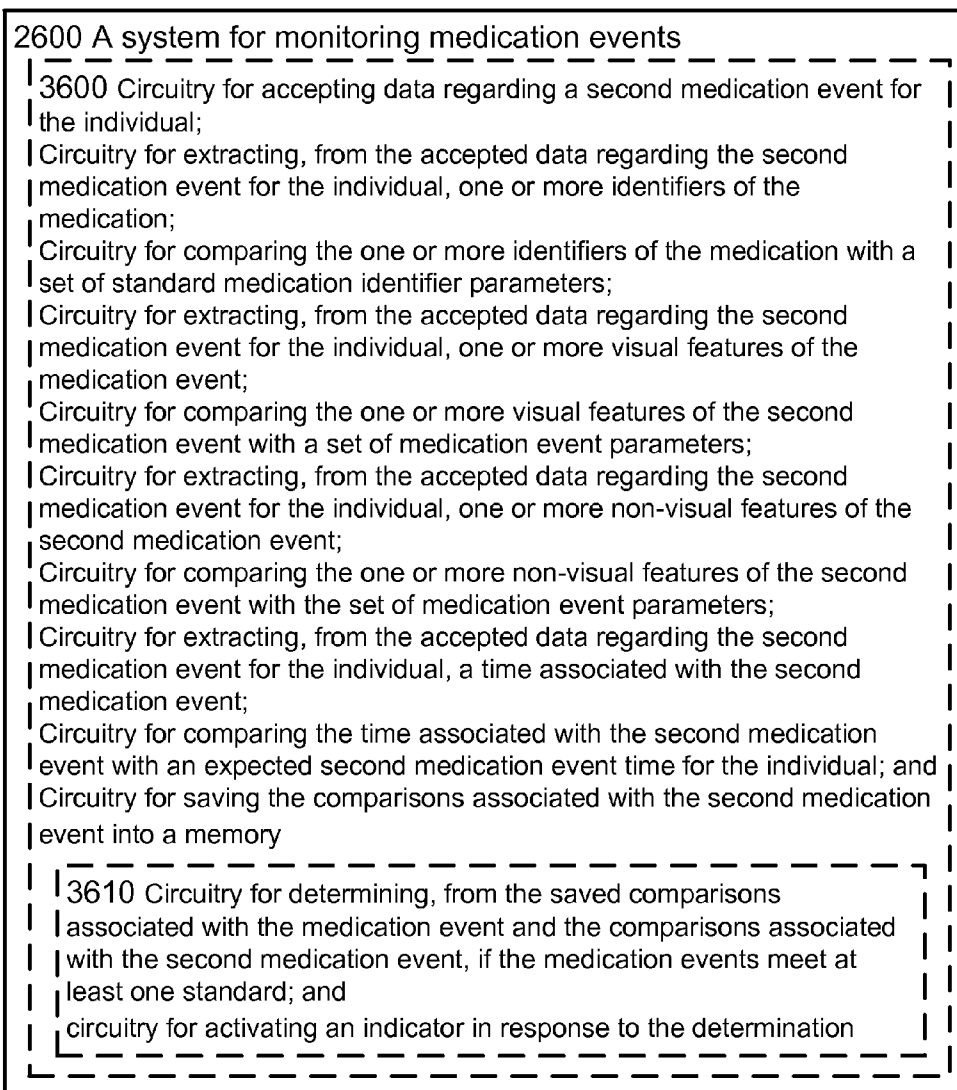 2600 A system for monitoring medication events
3600 Circuitry for accepting data regarding a second medication event for
the individual;
Circuitry for extracting, from the accepted data regarding the second
medication event for the individual, one or more identifiers of the
medication;
Circuitry for comparing the one or more identifiers of the medication with a
set of standard medication identifier parameters;
Circuitry for extracting, from the accepted data regarding the second
medication event for the individual, one or more visual features of the
medication event;
Circuitry for comparing the one or more visual features of the second
medication event with a set of medication event parameters;
Circuitry for extracting, from the accepted data regarding the second
medication event for the individual, one or more non-visual features of the
second medication event;
Circuitry for comparing the one or more non-visual features of the second
medication event with the set of medication event parameters;
Circuitry for extracting, from the accepted data regarding the second
medication event for the individual, a time associated with the second
medication event;
Circuitry for comparing the time associated with the second medication
event with an expected second medication event time for the individual; and
Circuitry for saving the comparisons associated with the second medication
event into a memory
3610 Circuitry for determining, from the saved comparisons
associated with the medication event and the comparisons associated
with the second medication event, if the medication events meet at
least one standard; and
circuitry for activating an indicator in response to the determination